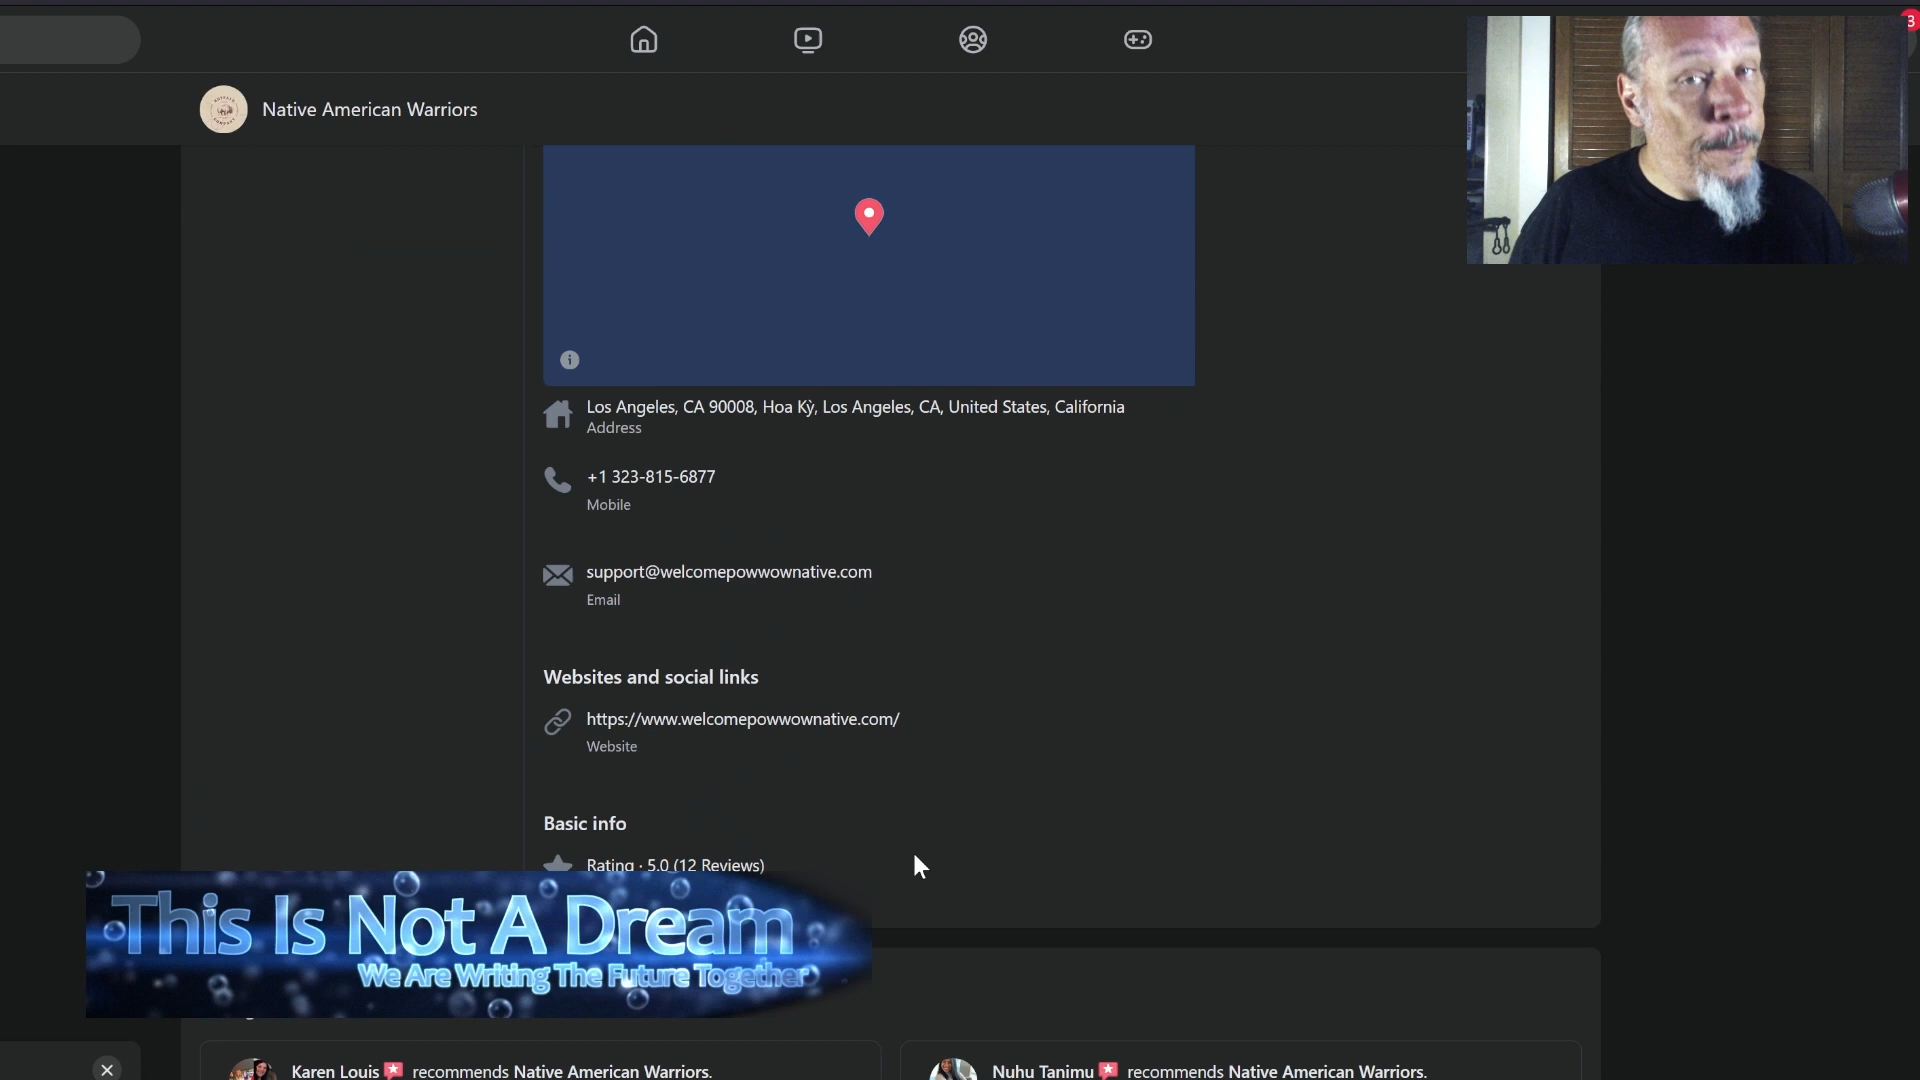 3
Native American Warriors
Los Angeles, CA 90008, Hoa Kỳ, Los Angeles, CA, United States, California
Address
+1 323-815-6877
Mobile
support@welcomepowwownative.com
Email
Websites and social links
https://www.welcomepowwownative.com/
Website
Basic info
Rating · 5.0 (12 Reviews)
This Is Not A Dream
We Are Writing The Future Together
Karen Louis recommends Native American Warriors.
Nuhu Tanimu recommends Native American Warriors.